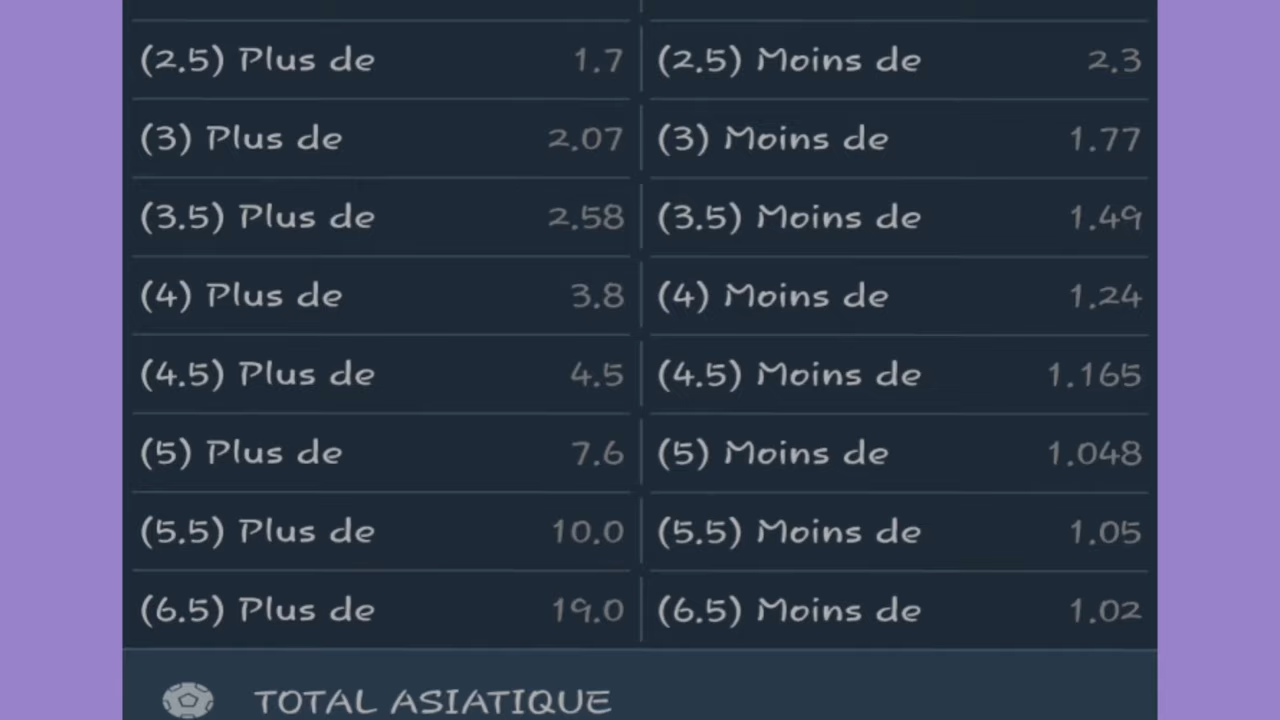 (2.5) Plus de 1.7 (2.5) Moins de 2.3
(3) Plus de 2.07 (3) Moins de 1.77
(3.5) Plus de 2.58 (3.5) Moins de 1.49
(4) Plus de 3.8 (4) Moins de 1.24
(4.5) Plus de 4.5 (4.5) Moins de 1.165
(5) Plus de 7.6 (5) Moins de 1.048
(5.5) Plus de 10.0 (5.5) Moins de 1.05
(6.5) Plus de 19.0 (6.5) Moins de 1.02
TOTAL ASIATIQUE